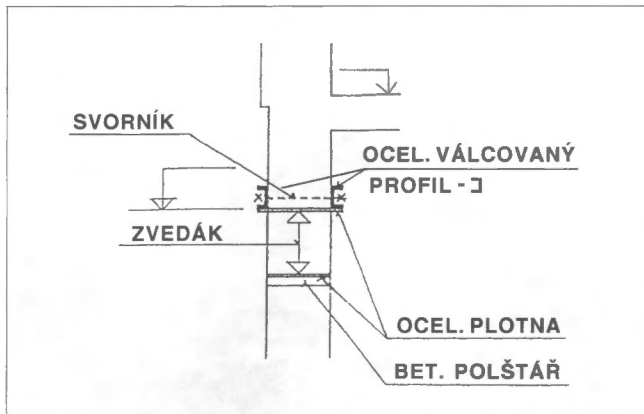 SVORNÍK
OCEL. VÁLCOVANÝ
PROFIL - ⊐
ZVEDÁK
OCEL. PLOTNA
BET. POLŠTÁŘ